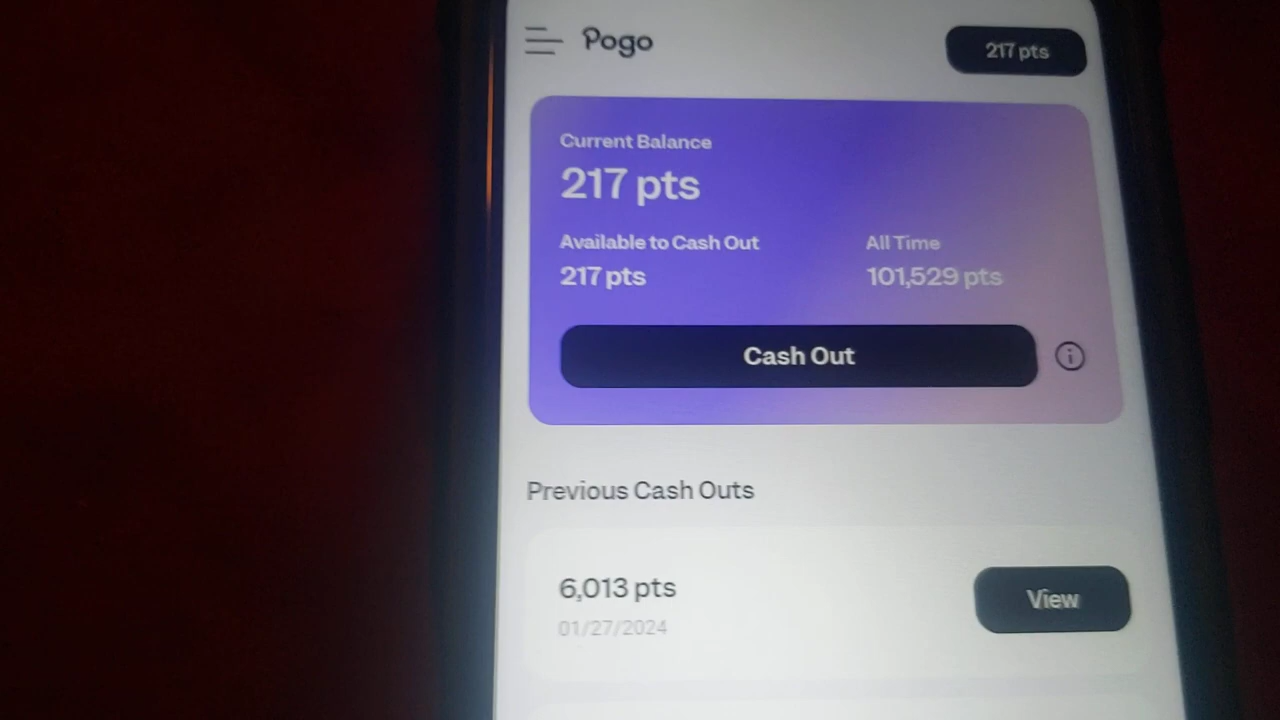 Pogo
217 pts
Current Balance
217 pts
Available to Cash Out
All Time
217 pts
101,529 pts
Cash Out
Previous Cash Outs
6,013 pts
View
01/27/2024